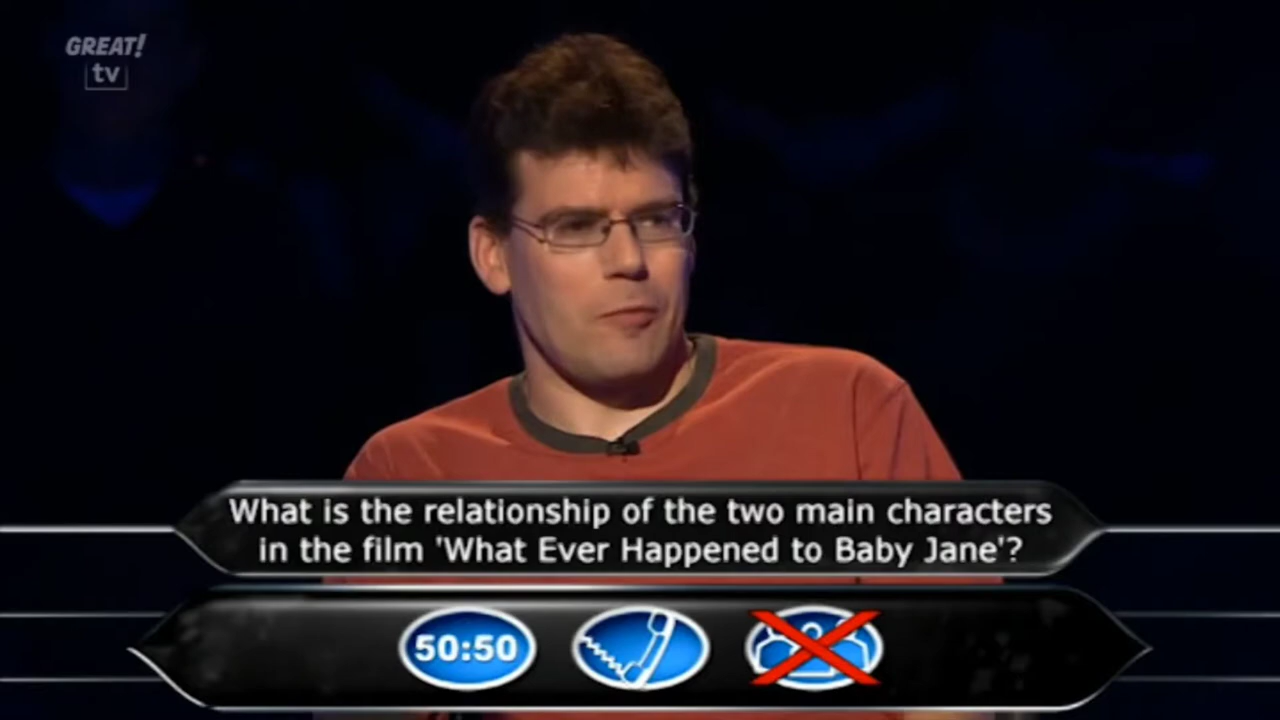 GREAT!
tv
What is the relationship of the two main characters
in the film 'What Ever Happened to Baby Jane'?
50:50